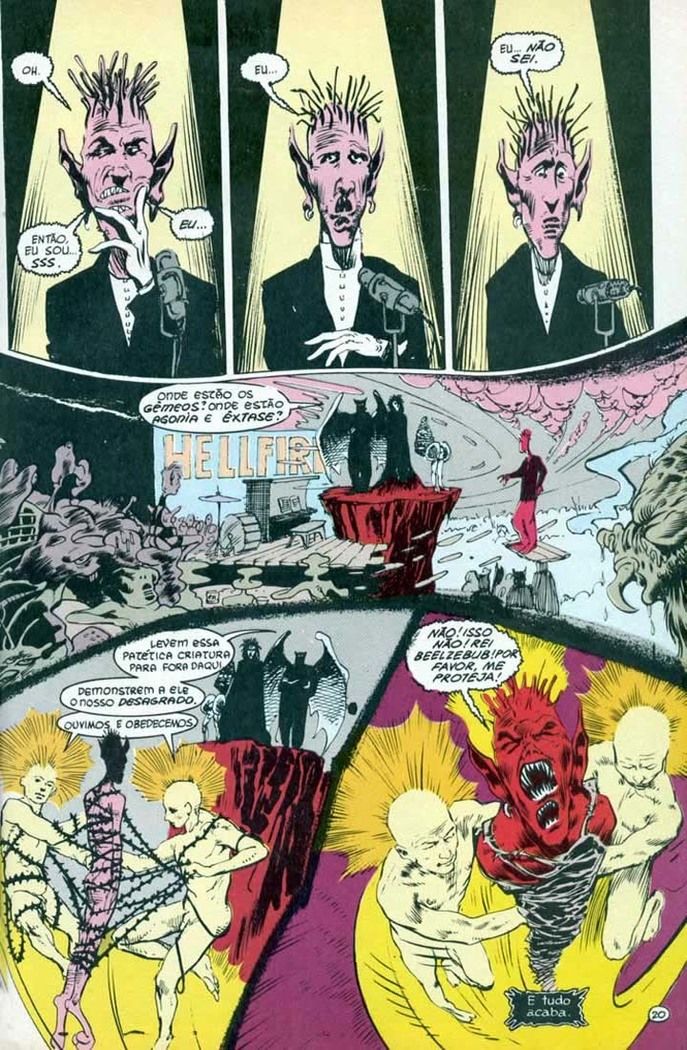 OH.
ENTÃO,
EU SOU...
SSS.
EU...
EU...
EU... NÃO
SEI.
ONDE ESTÃO OS
GÊMEOS? ONDE ESTÃO
AGONIA E ÊXTASE?
HELLFIRE
LEVEM ESSA
PATÉTICA CRIATURA
PARA FORA DAQUI.
DEMONSTREM A ELE
O NOSSO DESAGRADO.
OUVIMOS E OBEDECEMOS.
NÃO! ISSO
NÃO! REI
BEELZEBUB! POR
FAVOR, ME
PROTEJA!
E tudo
acaba.
20